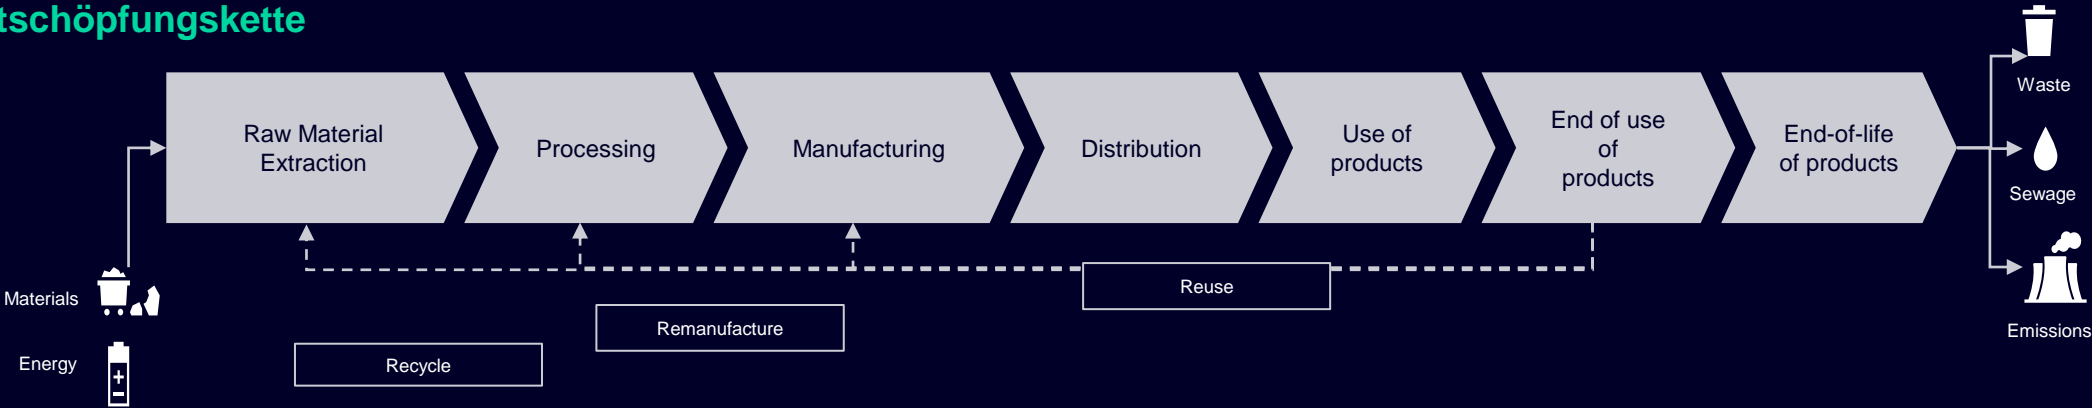 tschöpfungskette
Raw Material
Extraction
Processing
Manufacturing
Distribution
Use of
products
End of use
of
products
End-of-life
of products
Waste
Sewage
Emissions
Materials
Energy
Reuse
Remanufacture
Recycle